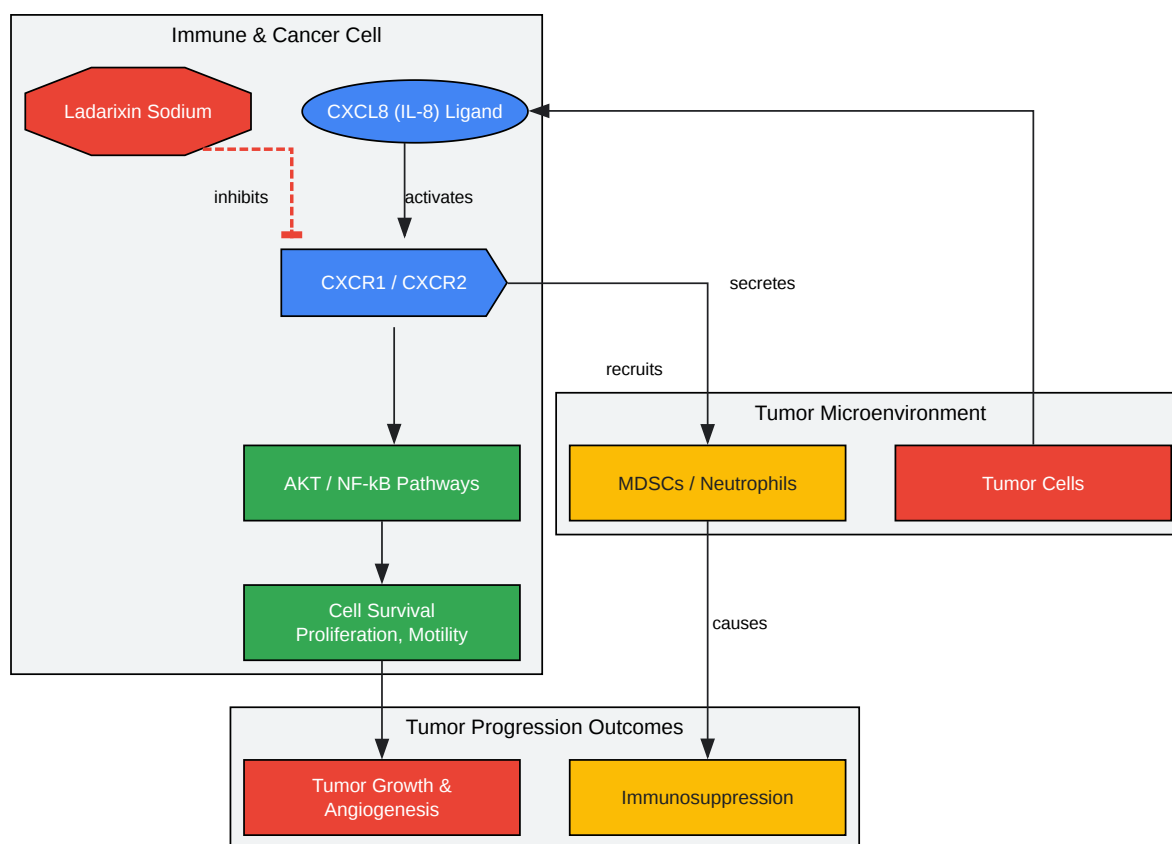 Immune & Cancer Cell
Ladarixin Sodium
CXCL8 (IL-8) Ligand
inhibits
activates
CXCR1 / CXCR2
secretes
recruits
Tumor Microenvironment
AKT / NF-kB Pathways
MDSCs / Neutrophils
Tumor Cells
Cell Survival
Proliferation, Motility
causes
Tumor Progression Outcomes
Tumor Growth &
Angiogenesis
Immunosuppression